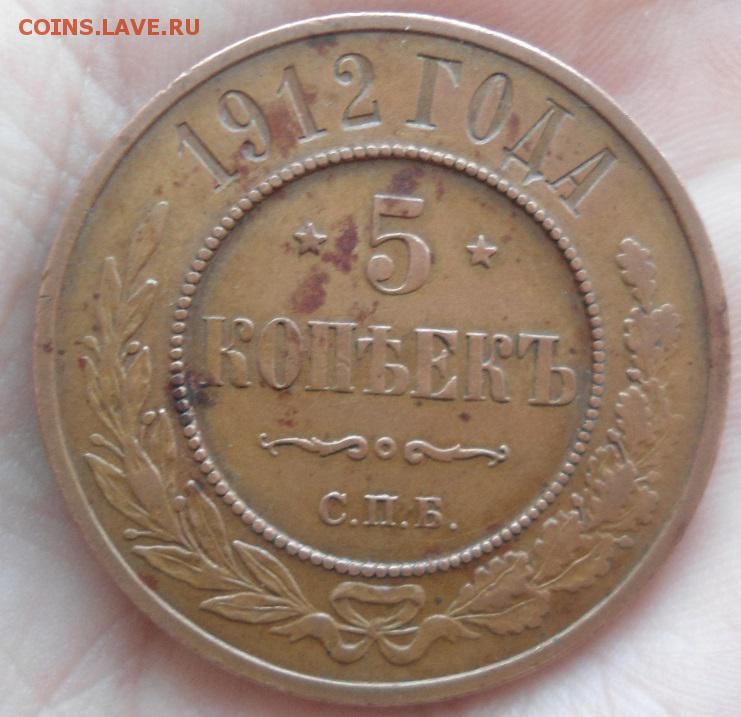 COINS.LAVE.RU
1912 ГОДА
5
КОПѢЕКЪ
С.П.Б.